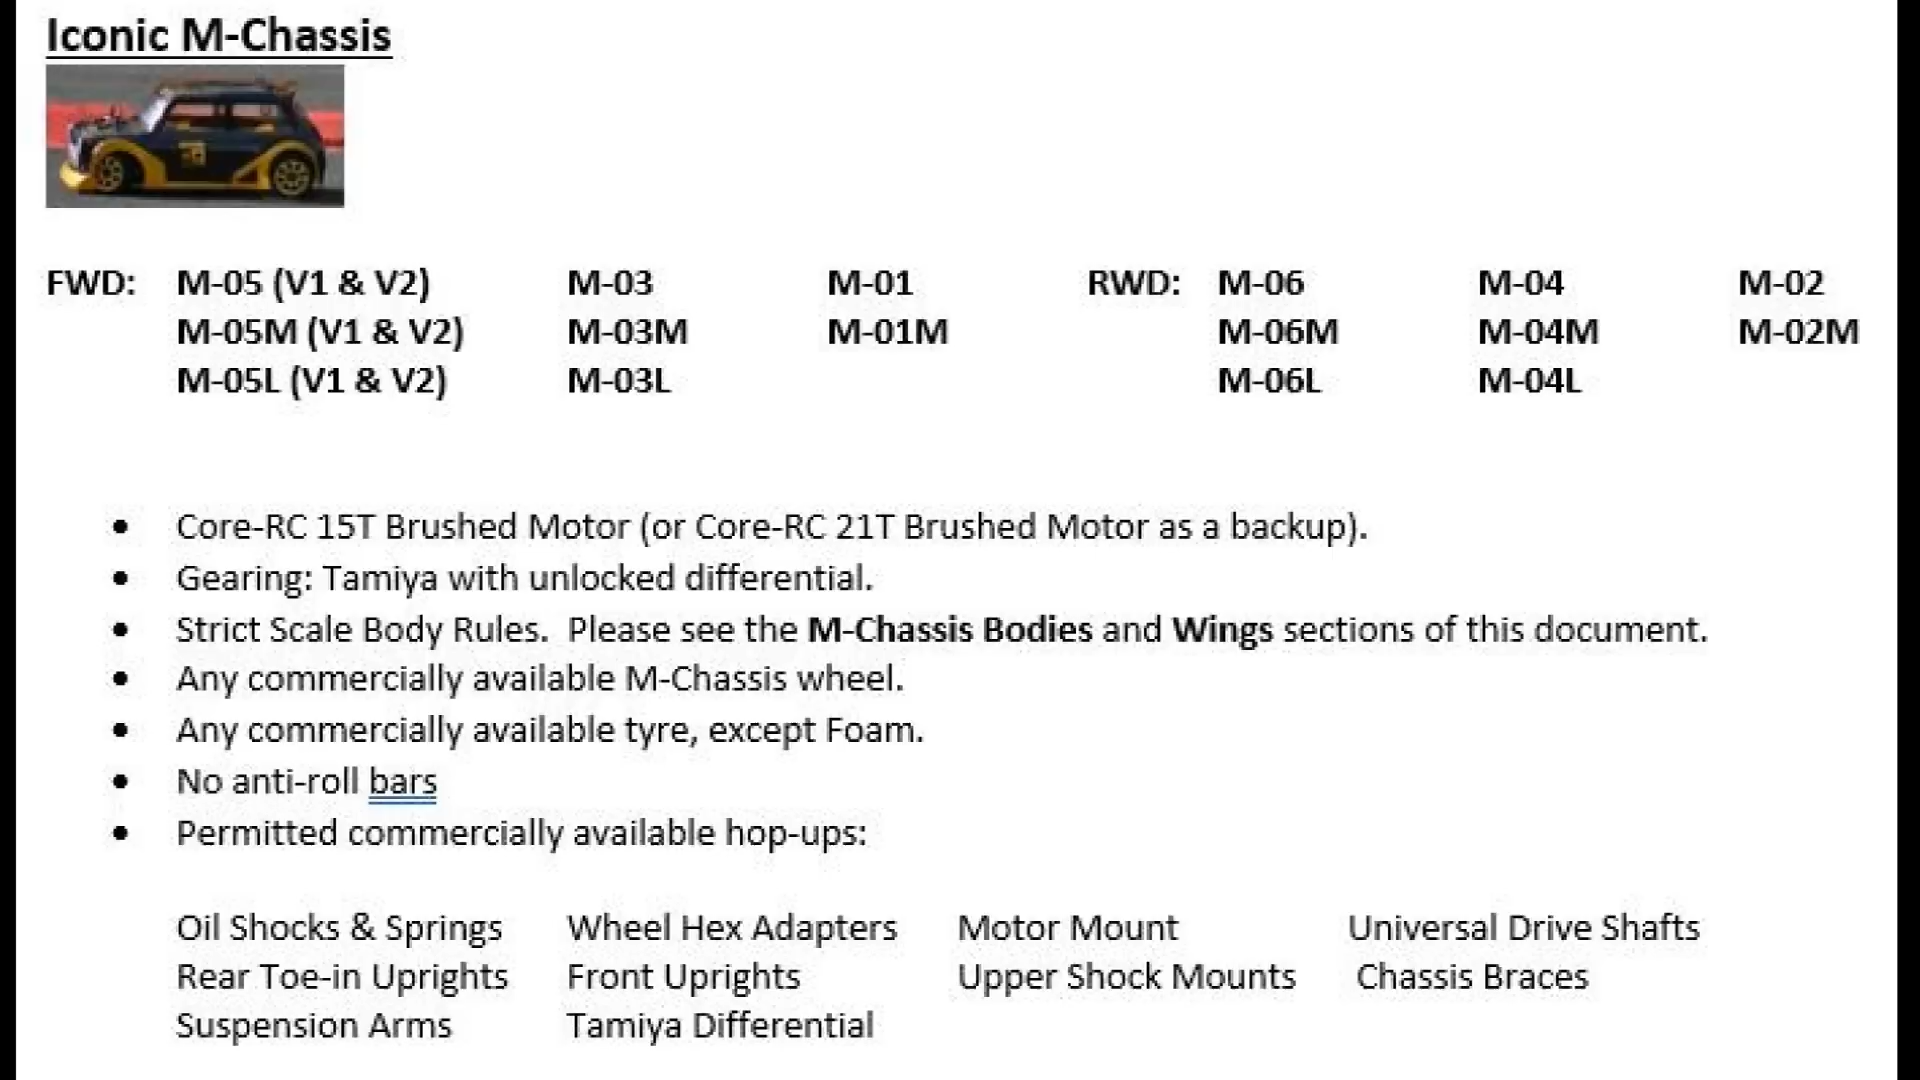 Iconic M-Chassis
FWD: M-05 (V1 & V2) M-03 M-01 RWD: M-06 M-04 M-02
M-05M (V1 & V2) M-03M M-01M M-06M M-04M M-02M
M-05L (V1 & V2) M-03L M-06L M-04L
• Core-RC 15T Brushed Motor (or Core-RC 21T Brushed Motor as a backup).
• Gearing: Tamiya with unlocked differential.
• Strict Scale Body Rules. Please see the M-Chassis Bodies and Wings sections of this document.
• Any commercially available M-Chassis wheel.
• Any commercially available tyre, except Foam.
• No anti-roll bars
• Permitted commercially available hop-ups:
Oil Shocks & Springs Wheel Hex Adapters Motor Mount Universal Drive Shafts
Rear Toe-in Uprights Front Uprights Upper Shock Mounts Chassis Braces
Suspension Arms Tamiya Differential